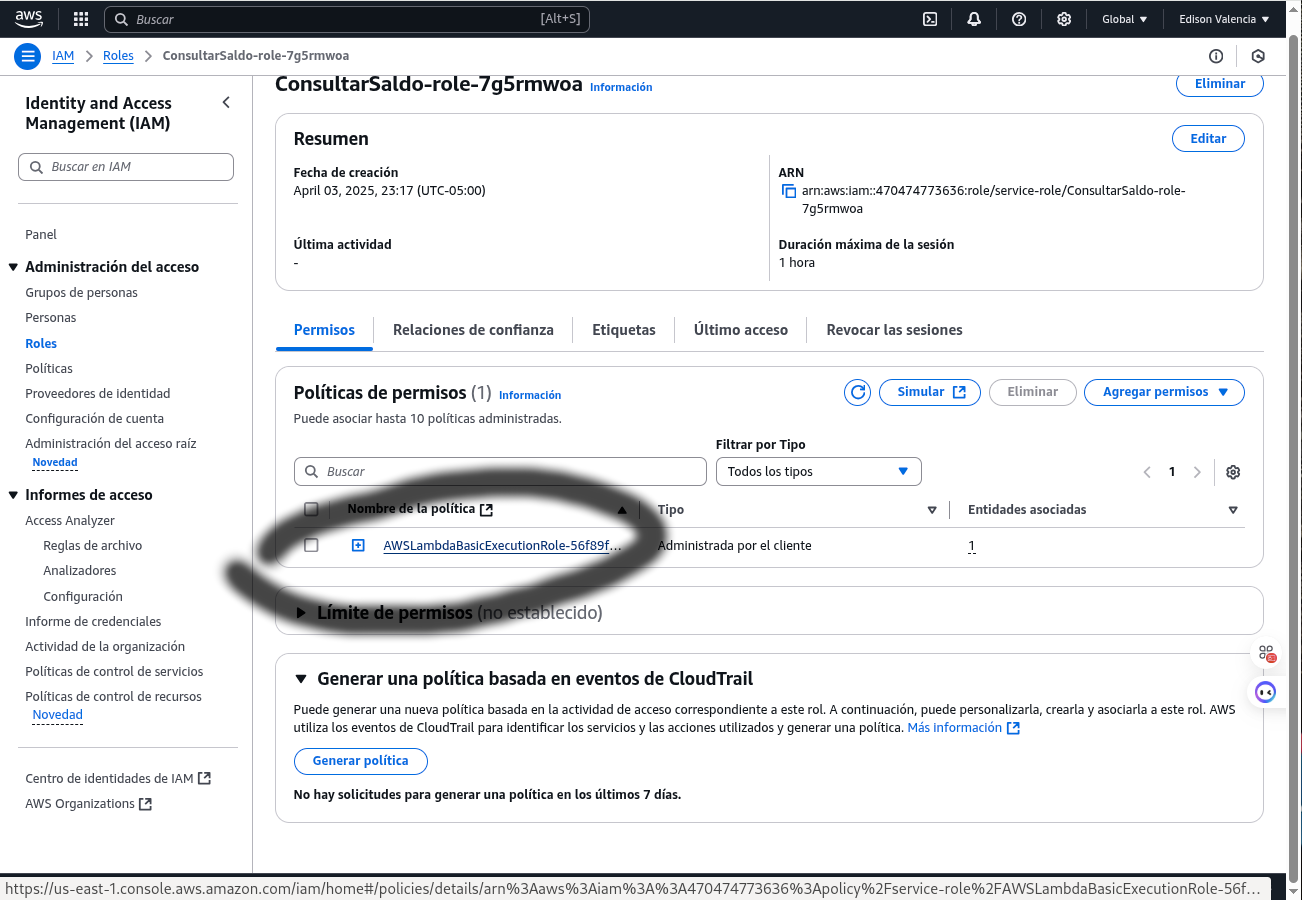 aws
Buscar [Alt+S]
Global
Edison Valencia
IAM
Roles
ConsultarSaldo-role-7g5rmwoa
Identity and Access
Management (IAM)
Buscar en IAM
Panel
Administración del acceso
Grupos de personas
Personas
Roles
Políticas
Proveedores de identidad
Configuración de cuenta
Administración del acceso raíz
Novedad
Informes de acceso
Access Analyzer
Reglas de archivo
Analizadores
Configuración
Informe de credenciales
Actividad de la organización
Políticas de control de servicios
Políticas de control de recursos
Novedad
Centro de identidades de IAM
AWS Organizations
ConsultarSaldo-role-7g5rmwoa Información
Eliminar
Resumen
Editar
Fecha de creación
April 03, 2025, 23:17 (UTC-05:00)
ARN
arn:aws:iam::470474773636:role/service-role/ConsultarSaldo-role-
7g5rmwoa
Última actividad
-
Duración máxima de la sesión
1 hora
Permisos
Relaciones de confianza
Etiquetas
Último acceso
Revocar las sesiones
Políticas de permisos (1) Información
Simular
Eliminar
Agregar permisos
Puede asociar hasta 10 políticas administradas.
Filtrar por Tipo
Buscar
Todos los tipos
1
Nombre de la política
Tipo
Entidades asociadas
AWSLambdaBasicExecutionRole-56f89f...
Administrada por el cliente
1
Límite de permisos (no establecido)
Generar una política basada en eventos de CloudTrail
Puede generar una nueva política basada en la actividad de acceso correspondiente a este rol. A continuación, puede personalizarla, crearla y asociarla a este rol. AWS
utiliza los eventos de CloudTrail para identificar los servicios y las acciones utilizados y generar una política. Más información
Generar política
No hay solicitudes para generar una política en los últimos 7 días.
https://us-east-1.console.aws.amazon.com/iam/home#/policies/details/arn%3Aaws%3Aiam%3A%3A470474773636%3Apolicy%2Fservice-role%2FAWSLambdaBasicExecutionRole-56f...